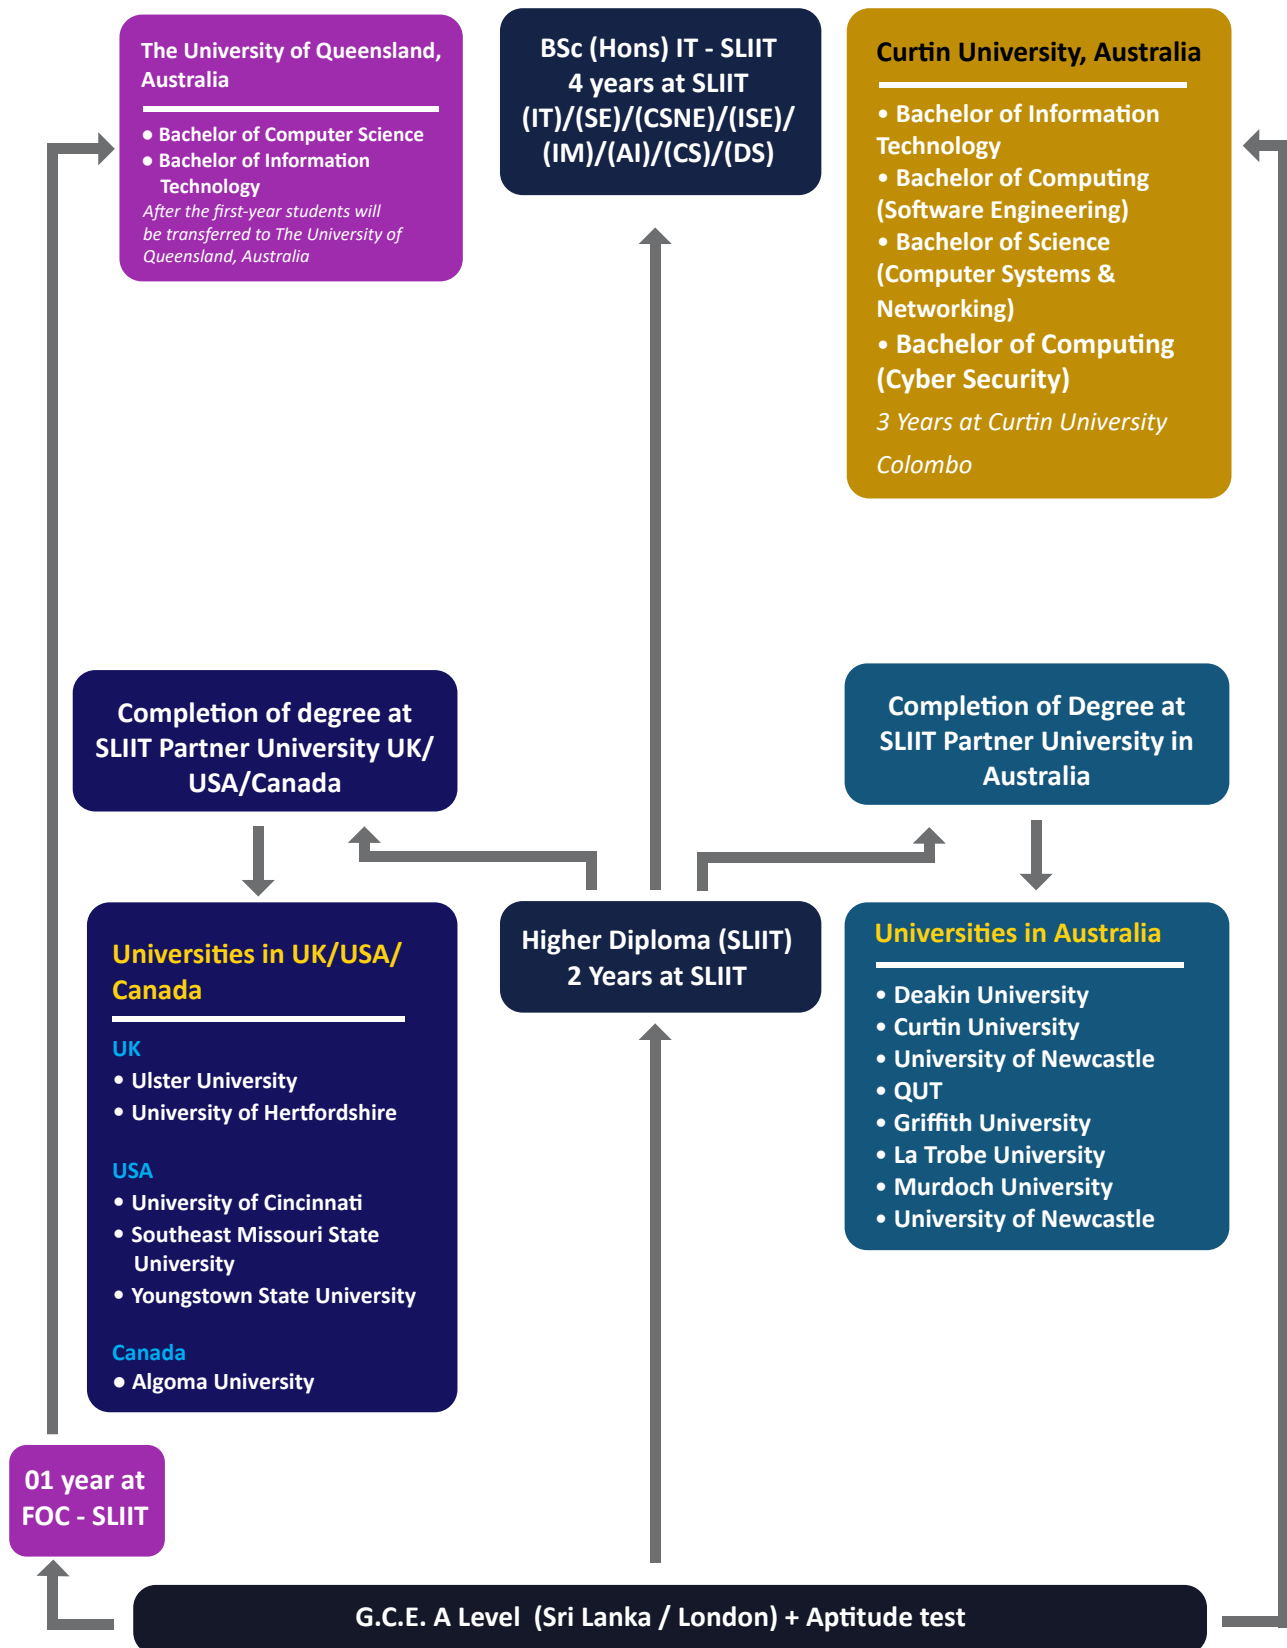 The University of Queensland,
Australia
● Bachelor of Computer Science
● Bachelor of Information
Technology
After the first-year students will
be transferred to The University of
Queensland, Australia
BSc (Hons) IT - SLIIT
4 years at SLIIT
(IT)/(SE)/(CSNE)/(ISE)/
(IM)/(AI)/(CS)/(DS)
Curtin University, Australia
• Bachelor of Information
Technology
• Bachelor of Computing
(Software Engineering)
• Bachelor of Science
(Computer Systems &
Networking)
• Bachelor of Computing
(Cyber Security)
3 Years at Curtin University
Colombo
Completion of degree at
SLIIT Partner University UK/
USA/Canada
Completion of Degree at
SLIIT Partner University in
Australia
Universities in UK/USA/
Canada
UK
• Ulster University
• University of Hertfordshire
USA
• University of Cincinnati
• Southeast Missouri State
University
• Youngstown State University
Canada
● Algoma University
Higher Diploma (SLIIT)
2 Years at SLIIT
Universities in Australia
• Deakin University
• Curtin University
• University of Newcastle
• QUT
• Griffith University
• La Trobe University
• Murdoch University
• University of Newcastle
01 year at
FOC - SLIIT
G.C.E. A Level (Sri Lanka / London) + Aptitude test